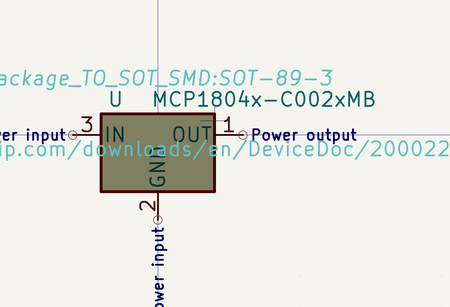 ackage_TO_SOT_SMD:SOT-89-3
U MCP1804x-C002xMB
er input 3 IN OUT 1 Power output
ip.com/downloads/en/DeviceDoc/200022
GND
2
ower input